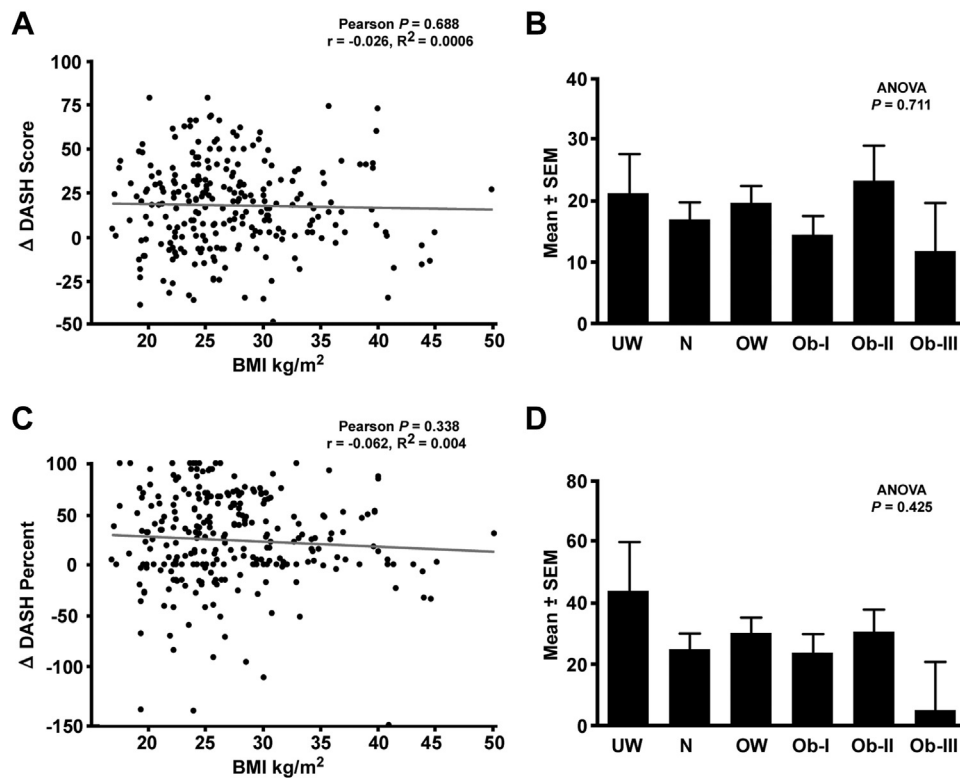 A
Pearson P = 0.688
r = -0.026, R² = 0.0006
Δ DASH Score
100
75
50
25
0
-25
-50
20 25 30 35 40 45 50
BMI kg/m²
B
ANOVA
P = 0.711
Mean ± SEM
40
30
20
10
0
UW N OW Ob-I Ob-II Ob-III
C
Pearson P = 0.338
r = -0.062, R² = 0.004
Δ DASH Percent
100
50
0
-50
-100
-150
20 25 30 35 40 45 50
BMI kg/m²
D
ANOVA
P = 0.425
Mean ± SEM
80
60
40
20
0
UW N OW Ob-I Ob-II Ob-III